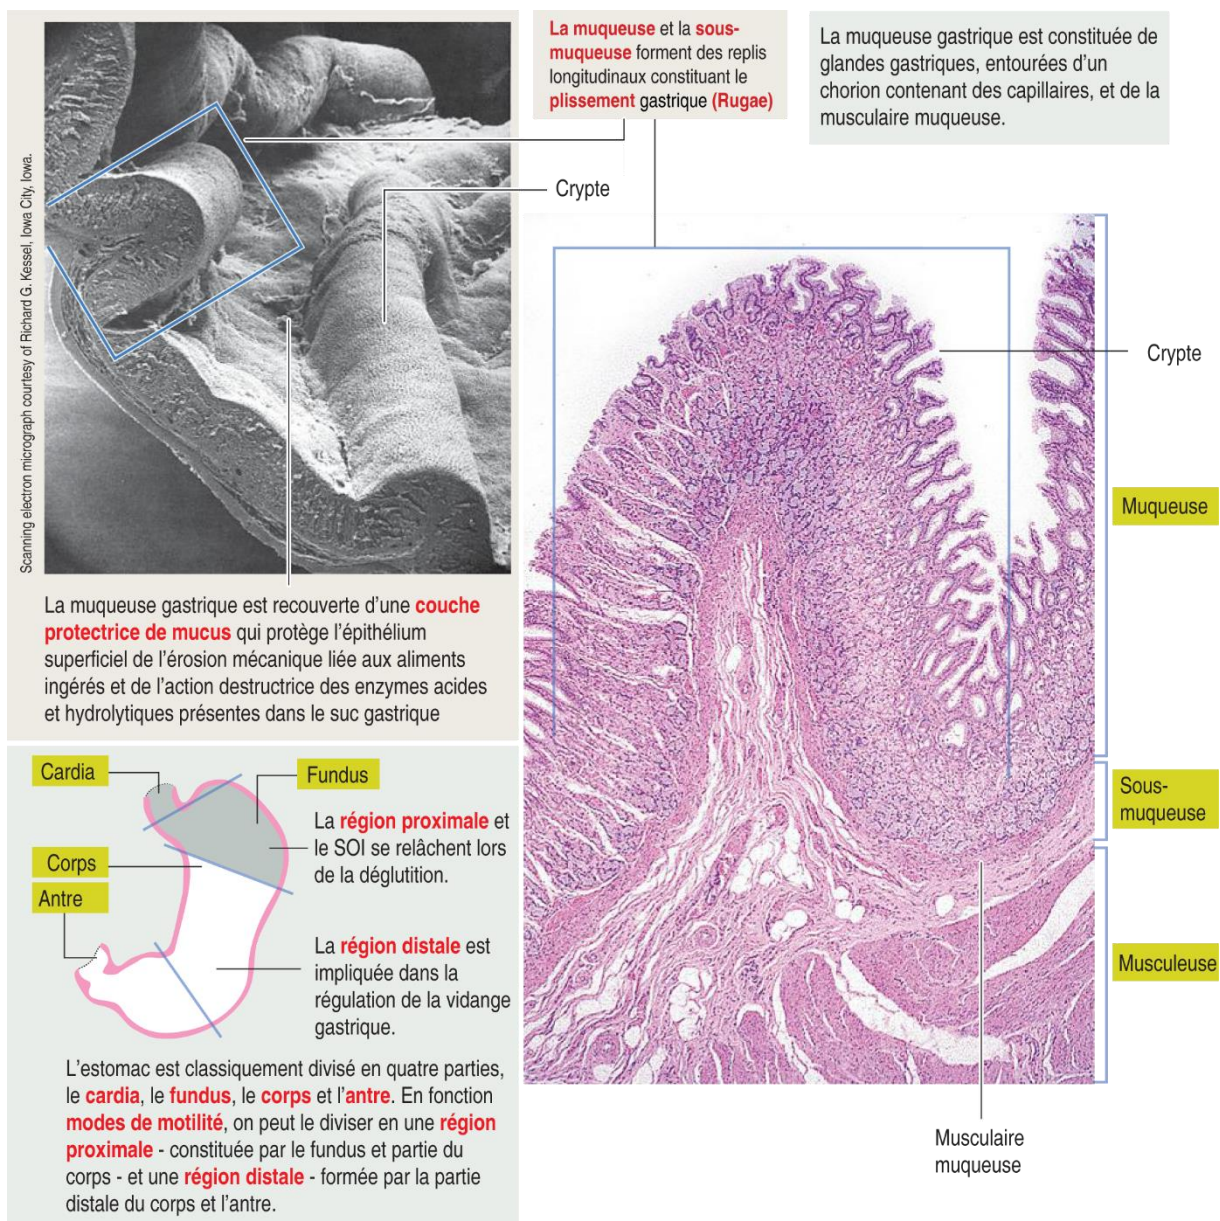 Scanning electron micrograph courtesy of Richard G. Kessel, Iowa City, Iowa.
La muqueuse et la sous-
muqueuse forment des replis
longitudinaux constituant le
plissement gastrique (Rugae)
La muqueuse gastrique est constituée de
glandes gastriques, entourées d'un
chorion contenant des capillaires, et de la
musculaire muqueuse.
Crypte
Crypte
Muqueuse
Sous-
muqueuse
Musculeuse
Musculaire
muqueuse
La muqueuse gastrique est recouverte d'une couche
protectrice de mucus qui protège l'épithélium
superficiel de l'érosion mécanique liée aux aliments
ingérés et de l'action destructrice des enzymes acides
et hydrolytiques présentes dans le suc gastrique
Cardia
Fundus
Corps
Antre
La région proximale et
le SOI se relâchent lors
de la déglutition.
La région distale est
impliquée dans la
régulation de la vidange
gastrique.
L'estomac est classiquement divisé en quatre parties,
le cardia, le fundus, le corps et l'antre. En fonction
modes de motilité, on peut le diviser en une région
proximale - constituée par le fundus et partie du
corps - et une région distale - formée par la partie
distale du corps et l'antre.